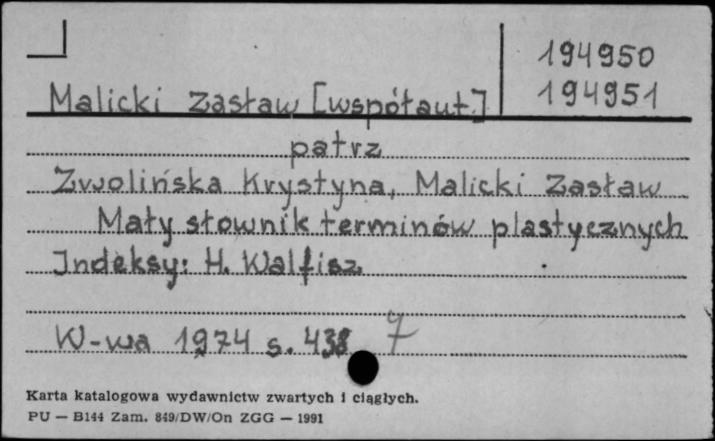 194950
194951
Malicki Zasław [współaut.]
patrz
Zwolińska Krystyna, Malicki Zasław
Mały słownik terminów plastycznych
Indeksy: H. Walfisz
W-wa 1974 s. 438 7
Karta katalogowa wydawnictw zwartych i ciągłych.
PU — B144 Zam. 849/DW/On ZGG — 1991